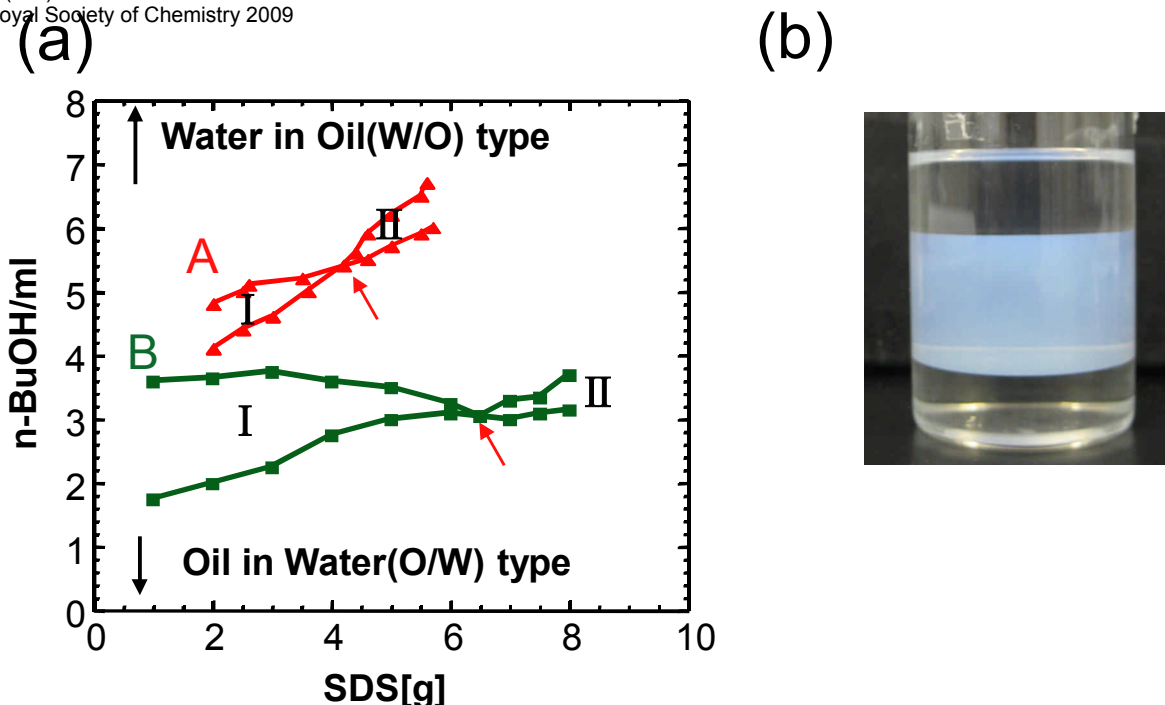 oyal Society of Chemistry 2009
(a)
(b)
8
Water in Oil(W/O) type
7
II
6
A
5
I
B
4
II
I
3
2
1
Oil in Water(O/W) type
0
n-BuOH/ml
0 2 4 6 8 10
SDS[g]